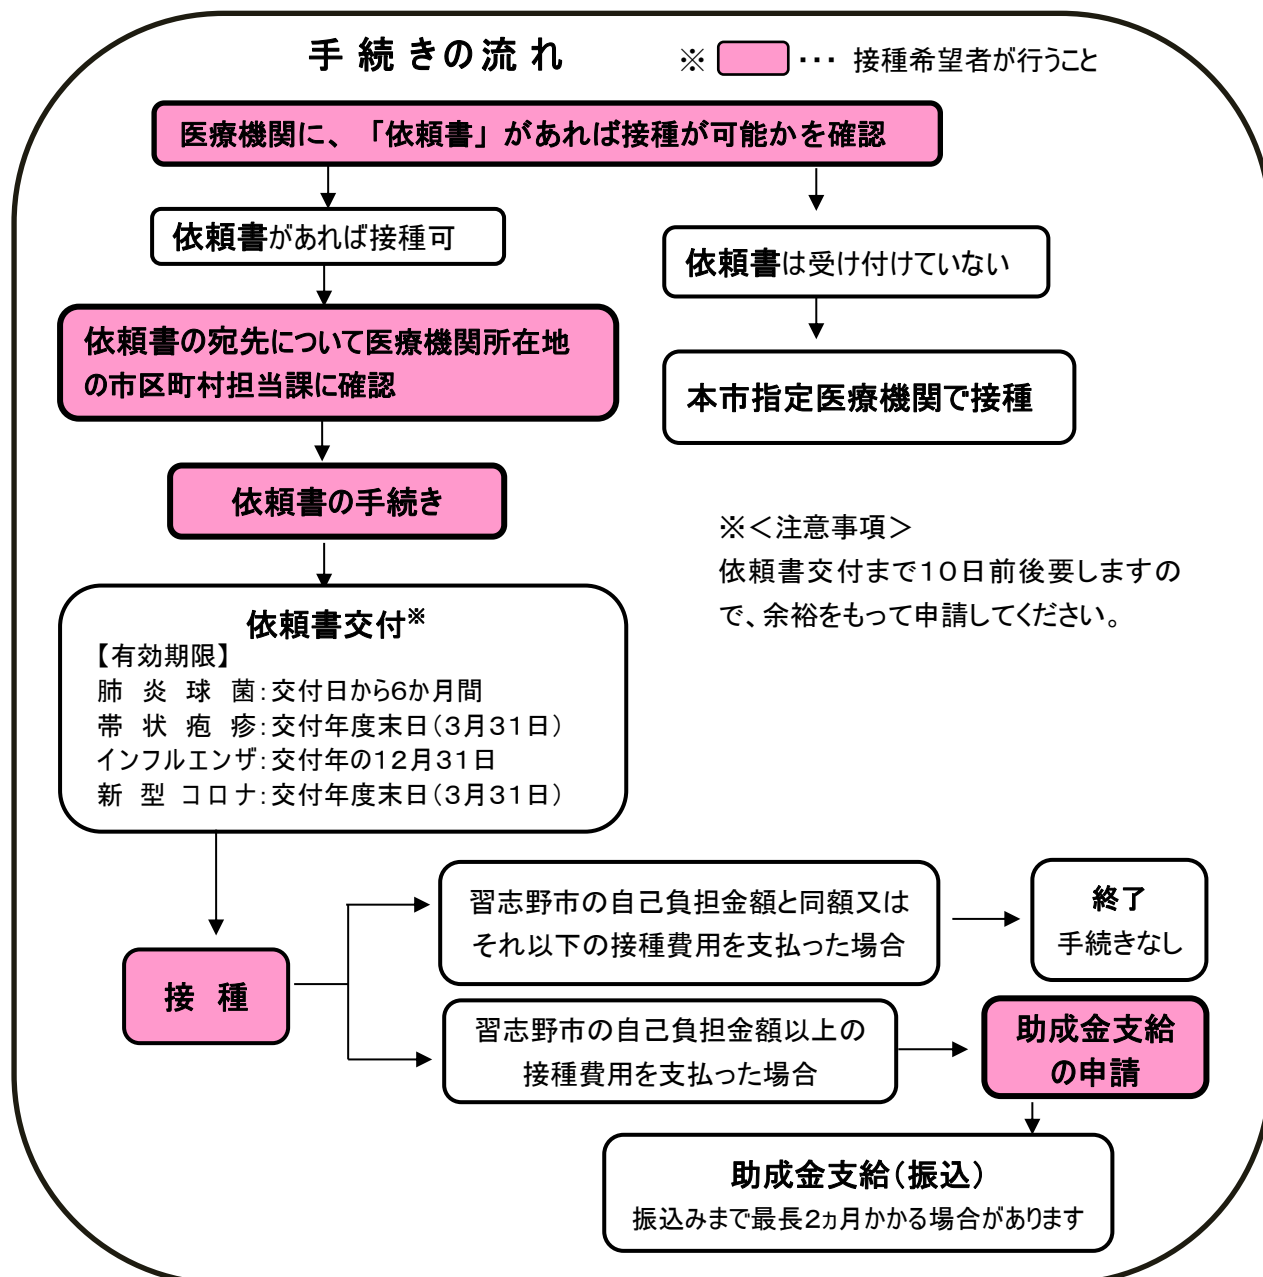 手続きの流れ
※ ･･･ 接種希望者が行うこと
医療機関に、「依頼書」があれば接種が可能かを確認
依頼書があれば接種可
依頼書は受け付けていない
依頼書の宛先について医療機関所在地
の市区町村担当課に確認
本市指定医療機関で接種
依頼書の手続き
※＜注意事項＞
依頼書交付まで１０日前後要しますの
で、余裕をもって申請してください。
依頼書交付※
【有効期限】
肺炎球菌：交付日から6か月間
帯状疱疹：交付年度末日（3月31日）
インフルエンザ：交付年の12月31日
新型コロナ：交付年度末日（3月31日）
習志野市の自己負担金額と同額又は
それ以下の接種費用を支払った場合
終了
手続きなし
接種
習志野市の自己負担金額以上の
接種費用を支払った場合
助成金支給
の申請
助成金支給（振込）
振込みまで最長2ヵ月かかる場合があります